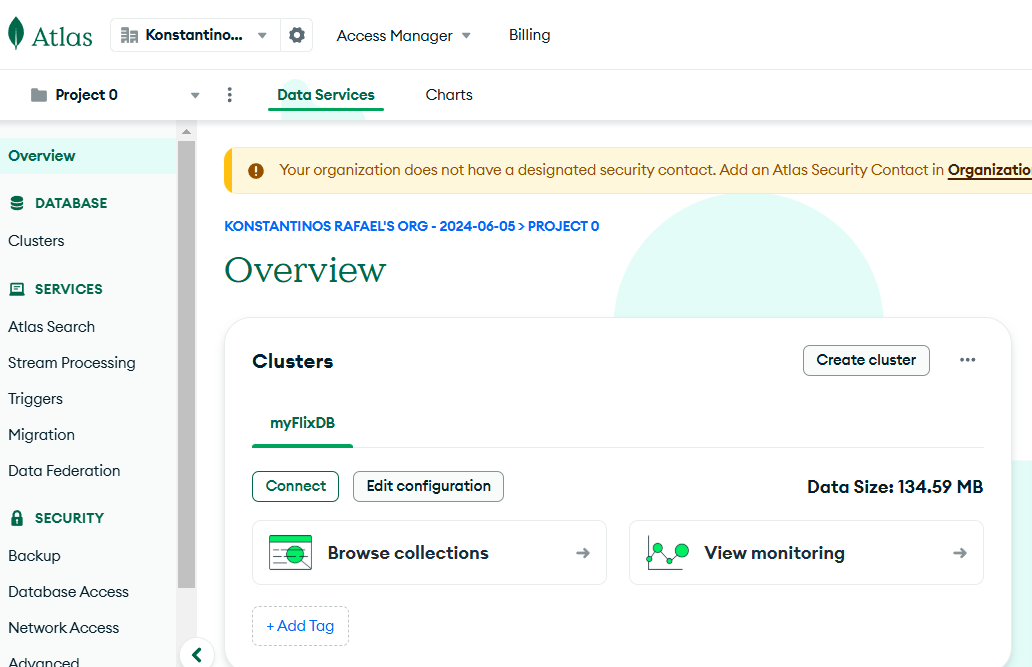 Atlas
Konstantino...
Access Manager
Billing
Project 0
Data Services
Charts
Overview
DATABASE
Clusters
SERVICES
Atlas Search
Stream Processing
Triggers
Migration
Data Federation
SECURITY
Backup
Database Access
Network Access
Advanced
Your organization does not have a designated security contact. Add an Atlas Security Contact in Organizatio
KONSTANTINOS RAFAEL'S ORG - 2024-06-05 > PROJECT 0
Overview
Clusters
Create cluster
myFlixDB
Connect
Edit configuration
Data Size: 134.59 MB
Browse collections
View monitoring
+ Add Tag